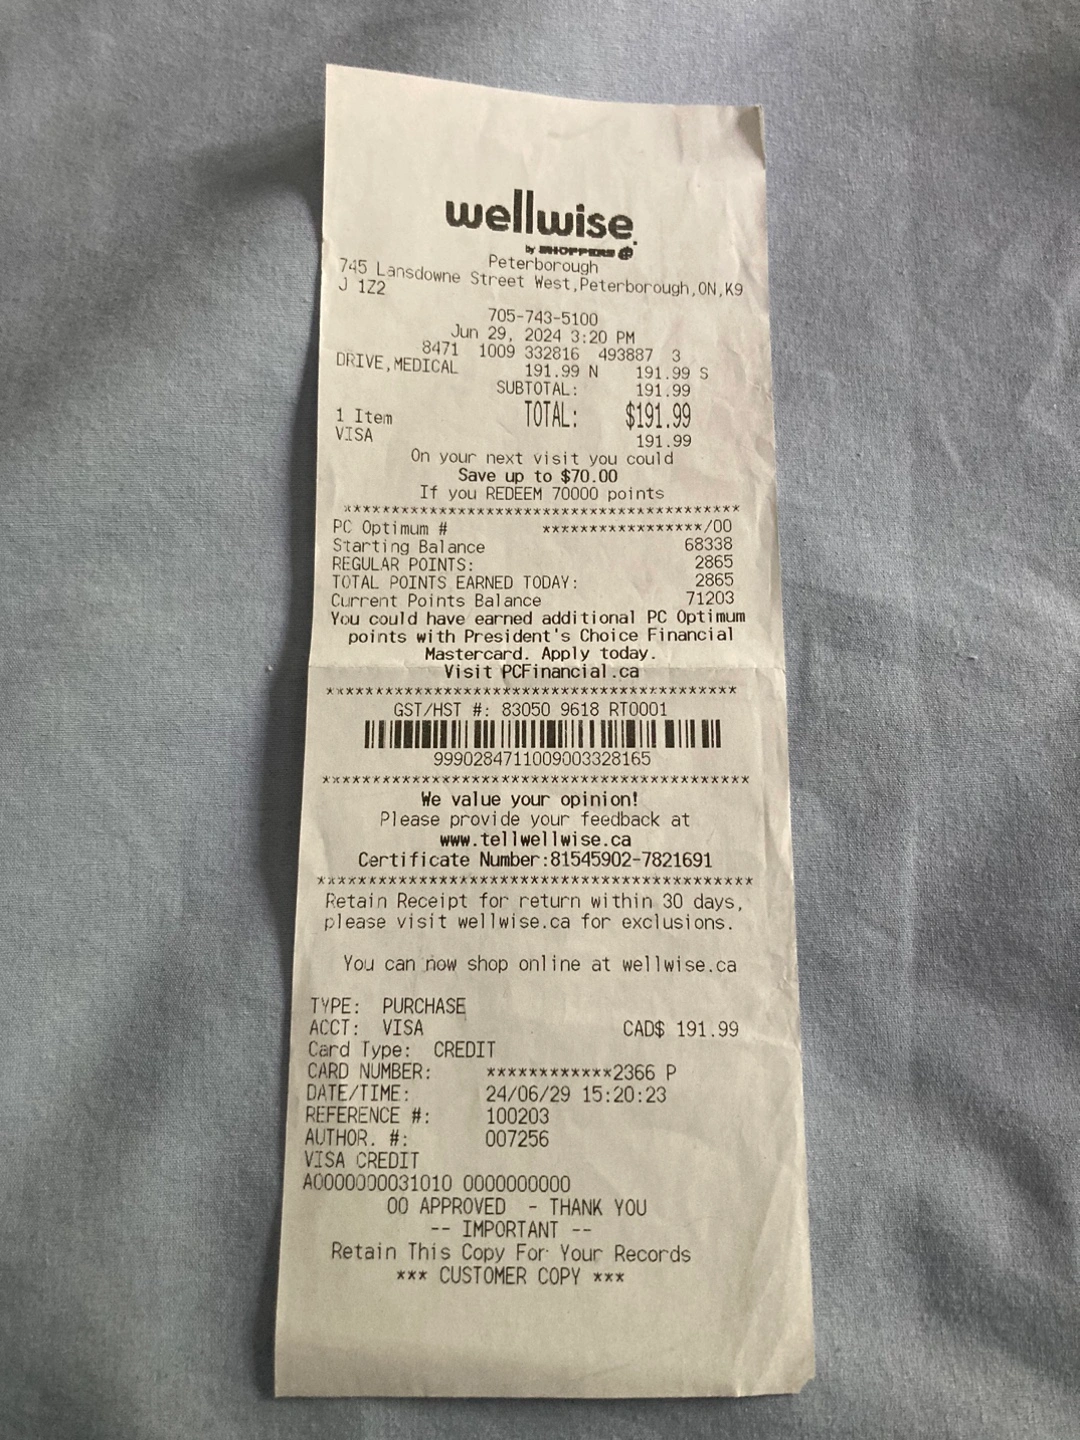 wellwise
by SHOPPERS
Peterborough
745 Lansdowne Street West,Peterborough,ON,K9
J 1Z2
705-743-5100
Jun 29, 2024 3:20 PM
8471 1009 332816 493887 3
DRIVE,MEDICAL 191.99 N 191.99 S
SUBTOTAL: 191.99
1 Item TOTAL: $191.99
VISA 191.99
On your next visit you could
Save up to $70.00
If you REDEEM 70000 points
******************************************
PC Optimum # *****************/00
Starting Balance 68338
REGULAR POINTS: 2865
TOTAL POINTS EARNED TODAY: 2865
Current Points Balance 71203
You could have earned additional PC Optimum
points with President's Choice Financial
Mastercard. Apply today.
Visit PCFinancial.ca
******************************************
GST/HST #: 83050 9618 RT0001
9990284711009003328165
******************************************
We value your opinion!
Please provide your feedback at
www.tellwellwise.ca
Certificate Number:81545902-7821691
******************************************
Retain Receipt for return within 30 days,
please visit wellwise.ca for exclusions.
You can now shop online at wellwise.ca
TYPE: PURCHASE
ACCT: VISA CAD$ 191.99
Card Type: CREDIT
CARD NUMBER: ************2366 P
DATE/TIME: 24/06/29 15:20:23
REFERENCE #: 100203
AUTHOR. #: 007256
VISA CREDIT
A0000000031010 0000000000
00 APPROVED - THANK YOU
-- IMPORTANT --
Retain This Copy For Your Records
*** CUSTOMER COPY ***